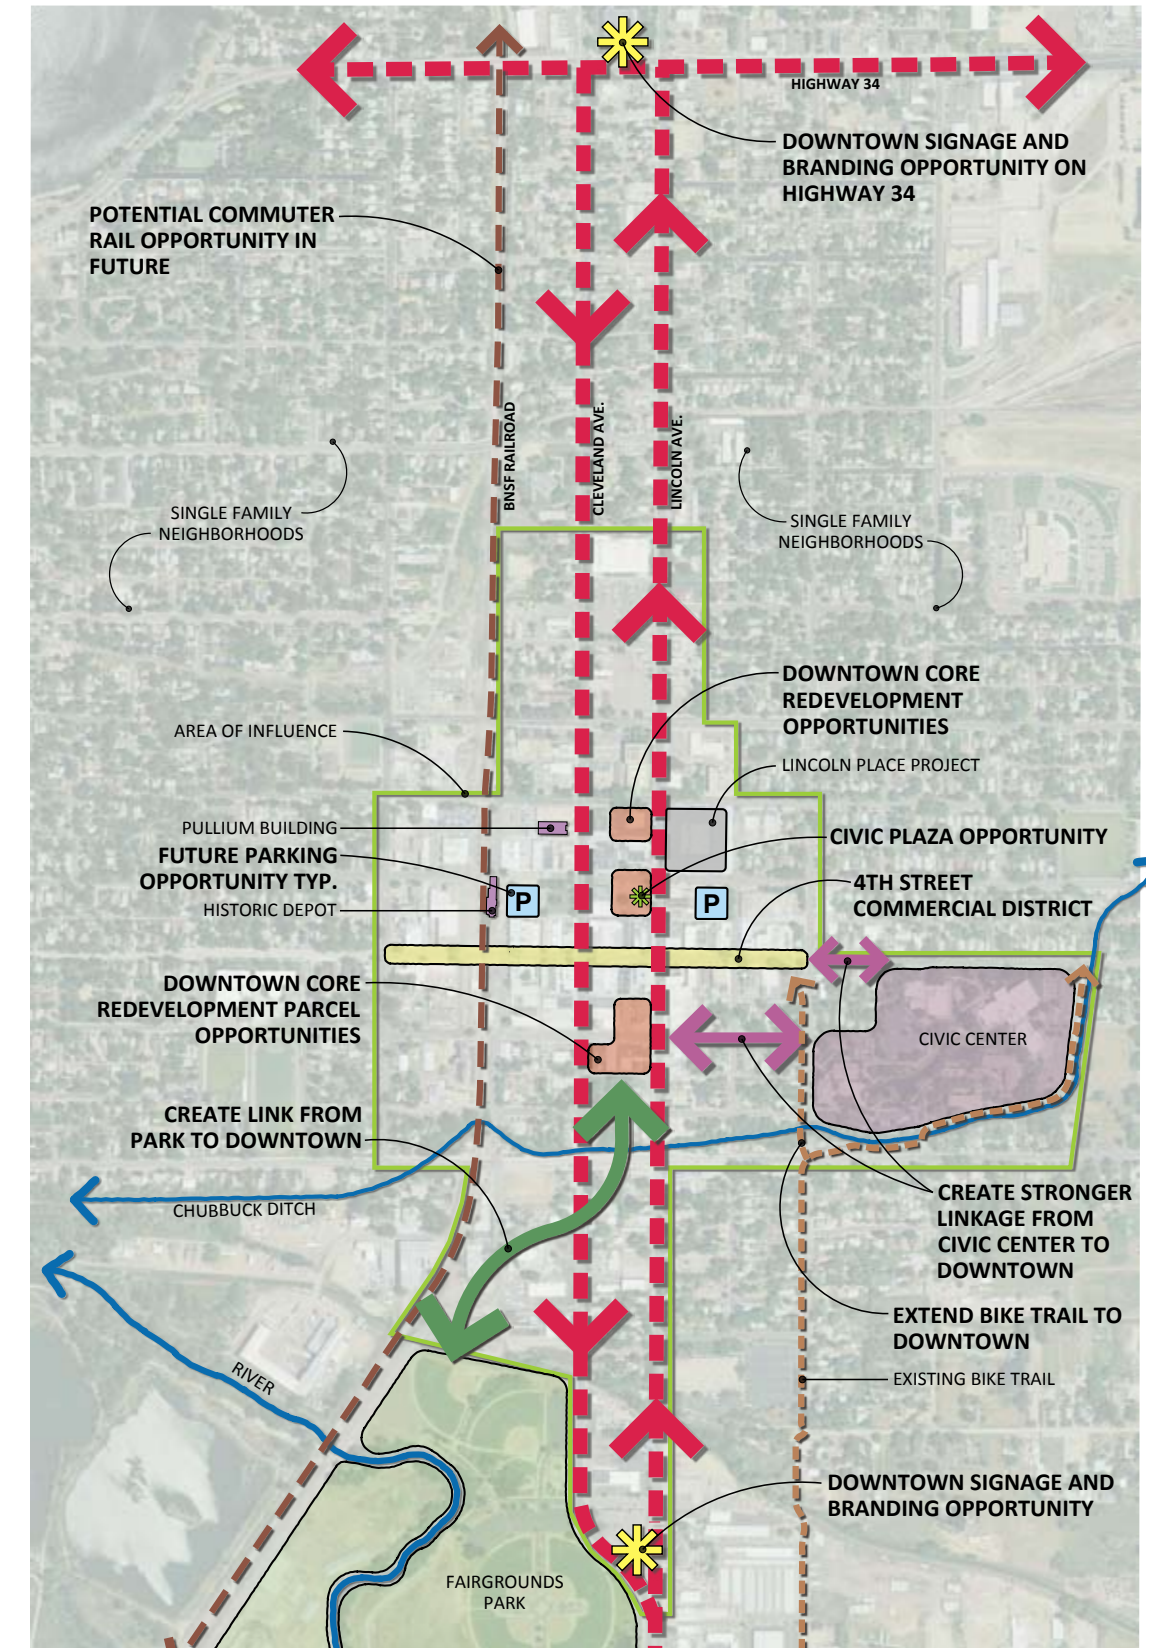 HIGHWAY 34
DOWNTOWN SIGNAGE AND
BRANDING OPPORTUNITY ON
HIGHWAY 34
POTENTIAL COMMUTER
RAIL OPPORTUNITY IN
FUTURE
BNSF RAILROAD
CLEVELAND AVE.
LINCOLN AVE.
SINGLE FAMILY
NEIGHBORHOODS
SINGLE FAMILY
NEIGHBORHOODS
DOWNTOWN CORE
REDEVELOPMENT
OPPORTUNITIES
AREA OF INFLUENCE
LINCOLN PLACE PROJECT
PULLIUM BUILDING
CIVIC PLAZA OPPORTUNITY
FUTURE PARKING
OPPORTUNITY TYP.
4TH STREET
COMMERCIAL DISTRICT
HISTORIC DEPOT
P
P
DOWNTOWN CORE
REDEVELOPMENT PARCEL
OPPORTUNITIES
CIVIC CENTER
CREATE LINK FROM
PARK TO DOWNTOWN
CHUBBUCK DITCH
CREATE STRONGER
LINKAGE FROM
CIVIC CENTER TO
DOWNTOWN
EXTEND BIKE TRAIL TO
DOWNTOWN
EXISTING BIKE TRAIL
RIVER
DOWNTOWN SIGNAGE AND
BRANDING OPPORTUNITY
FAIRGROUNDS
PARK